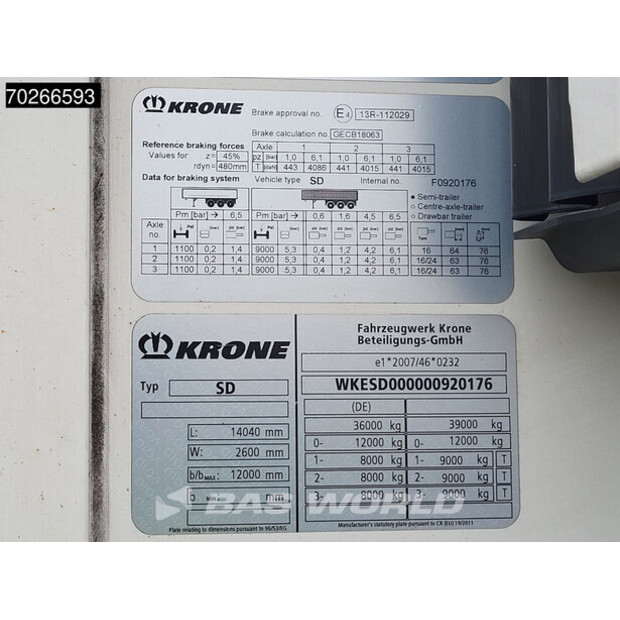 70266593
KRONE
Brake approval no. E4 13R-112029
Brake calculation no. GECB18063
Reference braking forces Axle 1 2 3
Values for z= 45% pz [bar] 1,0 6,1 1,0 6,1 1,0 6,1
rdyn= 480mm T [daN] 443 4086 441 4015 441 4015
Data for braking system Vehicle type SD Internal no. F0920176
Semi-trailer
Centre-axle-trailer
Drawbar trailer
Pm [bar] → 6,5 Pm [bar] → 0,6 1,6 4,5 6,5
Axle no.
1 1100 0,2 1,4 9000 5,3 0,4 1,2 4,2 6,1 16 64 76
2 1100 0,2 1,4 9000 5,3 0,4 1,2 4,2 6,1 16/24 63 76
3 1100 0,2 1,4 9000 5,3 0,4 1,2 4,2 6,1 16/24 63 76
KRONE
Fahrzeugwerk Krone
Beteiligungs-GmbH
e1*2007/46*0232
Typ SD
WKESD000000920176
(DE)
L: 14040 mm
W: 2600 mm
b/bMAX: 12000 mm
mm
36000 kg 39000 kg
0- 12000 kg 0- 12000 kg
1- 8000 kg 1- 9000 kg T
2- 8000 kg 2- 9000 kg T
3- 8000 kg 3- 9000 kg T
BAS WORLD
Plate relating to dimensions pursuant to 96/53/EG
Manufacturer's statutory plate pursuant to CR (EU) 19/2011